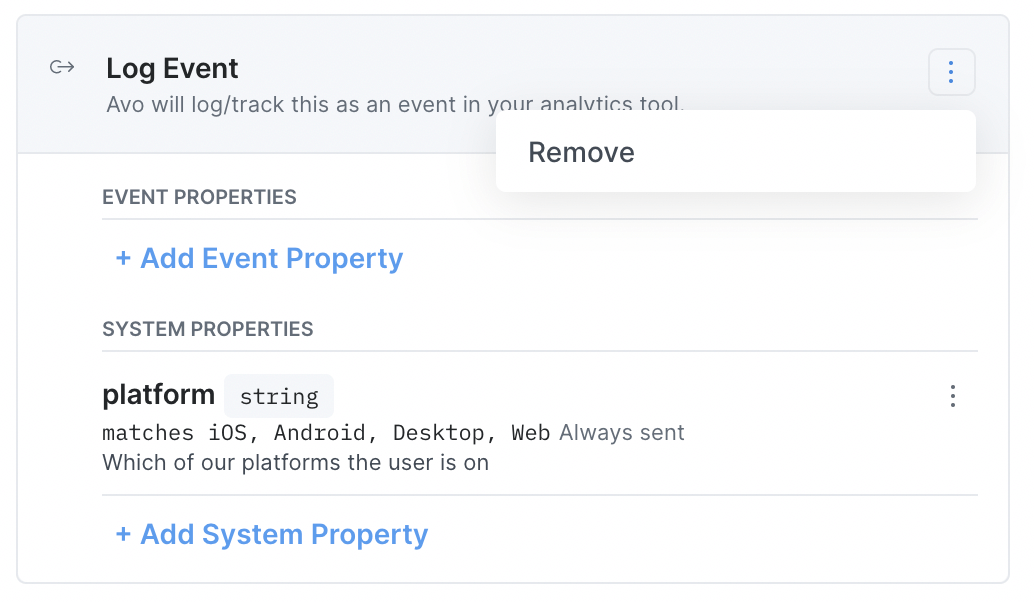 Log Event
Avo will log/track this as an event in your analytics tool.
Remove
EVENT PROPERTIES
+ Add Event Property
SYSTEM PROPERTIES
platform string
matches iOS, Android, Desktop, Web Always sent
Which of our platforms the user is on
+ Add System Property